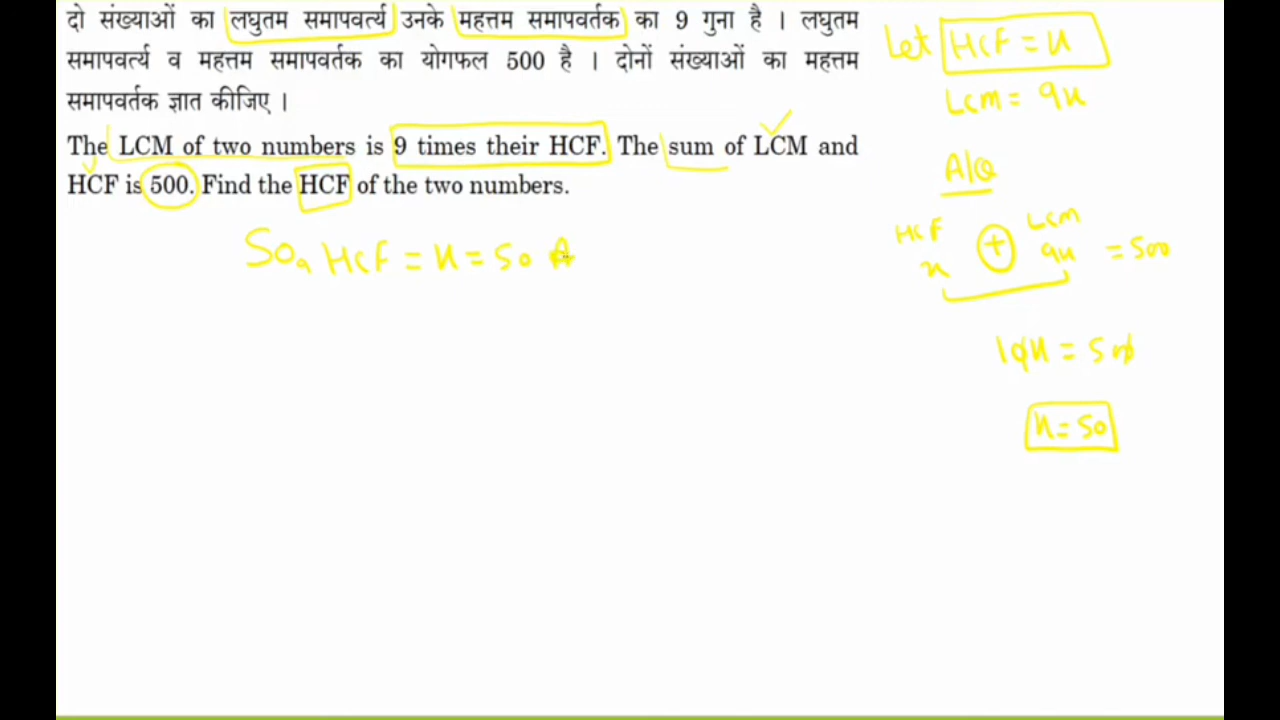 दो संख्याओं का लघुतम समापवर्त्य उनके महत्तम समापवर्तक का 9 गुना है । लघुतम
समापवर्त्य व महत्तम समापवर्तक का योगफल 500 है । दोनों संख्याओं का महत्तम
समापवर्तक ज्ञात कीजिए ।
The LCM of two numbers is 9 times their HCF. The sum of LCM and
HCF is 500. Find the HCF of the two numbers.
So, HCF = x = 50 A
Let HCF = x
Lcm = 9x
A/Q
HCF Lcm
x + 9x = 500
10x = 500
x = 50